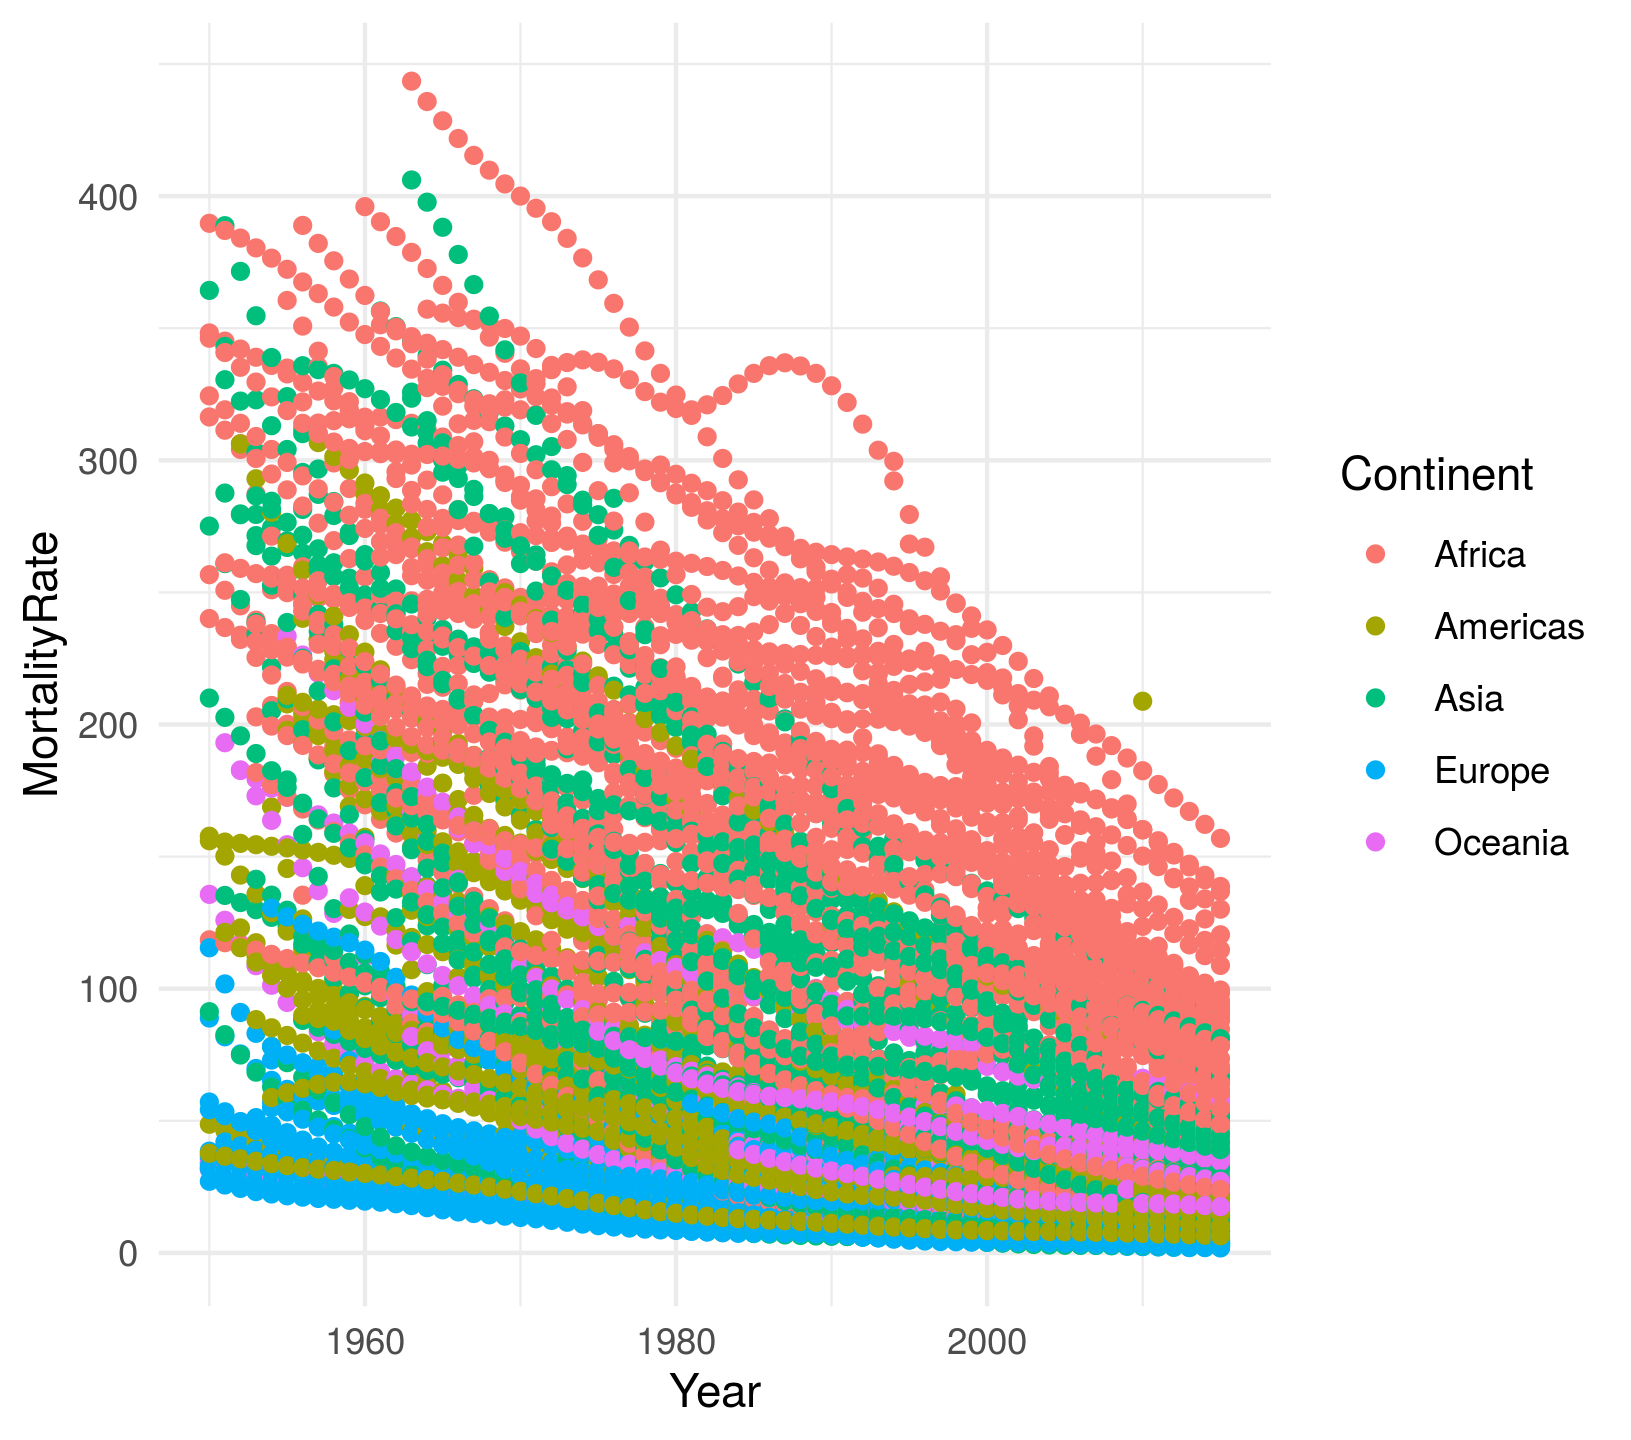 400
300
200
100
0
MortalityRate
1960
1980
2000
Year
Continent
Africa
Americas
Asia
Europe
Oceania